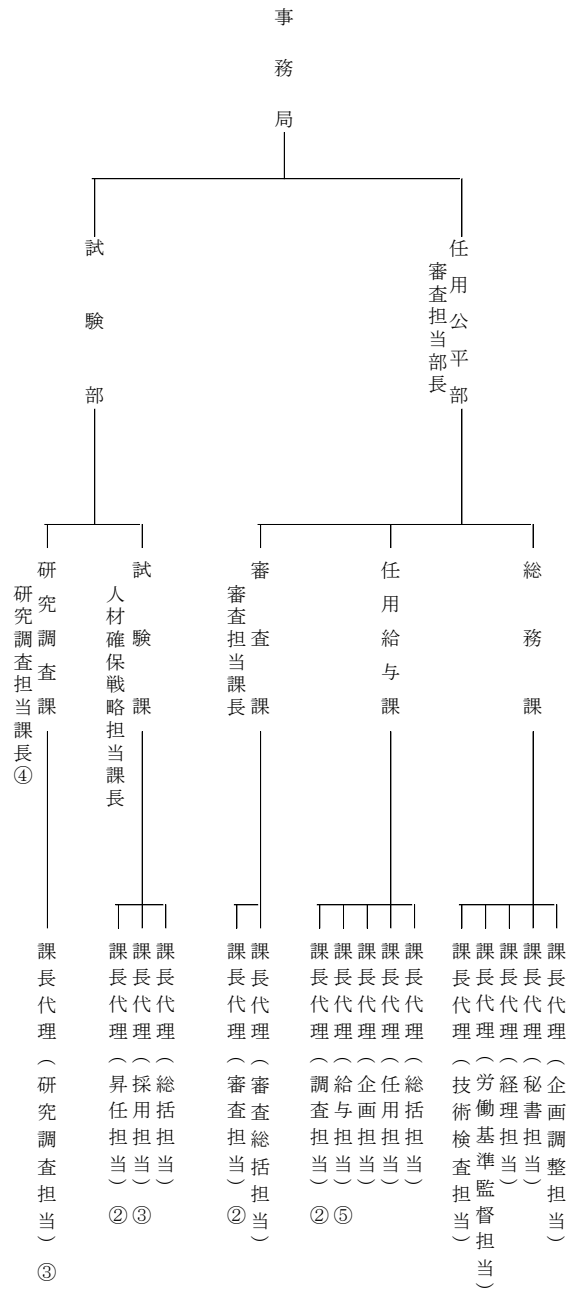 事務局
任用公平部
審査担当部長
試験部
総務課
任用給与課
審査課
審査担当課長
試験課
人材確保戦略担当課長
研究調査課
研究調査担当課長④
課長代理(企画調整担当)
課長代理(秘書担当)
課長代理(経理担当)
課長代理(労働基準監督担当)
課長代理(技術検査担当)
課長代理(総括担当)
課長代理(任用担当)
課長代理(企画担当)
課長代理(給与担当)⑤
課長代理(調査担当)②
課長代理(審査総括担当)
課長代理(審査担当)②
課長代理(総括担当)
課長代理(採用担当)③
課長代理(昇任担当)②
課長代理(研究調査担当)③